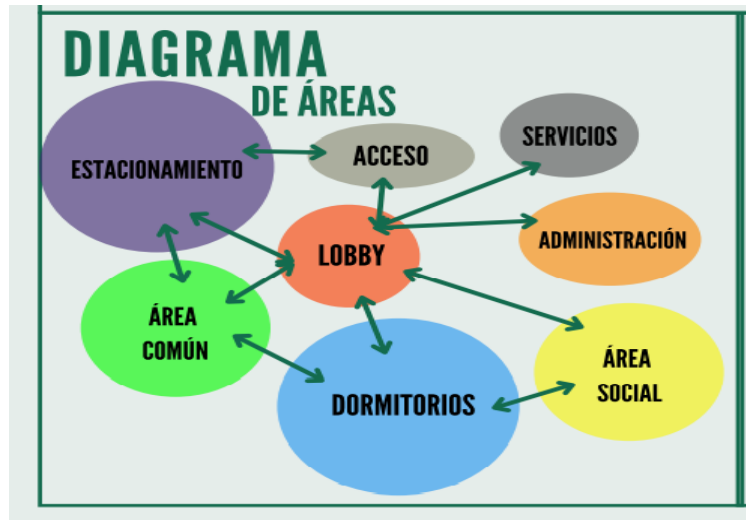 DIAGRAMA
DE ÁREAS
ESTACIONAMIENTO
ACCESO
SERVICIOS
LOBBY
ADMINISTRACIÓN
ÁREA
COMÚN
DORMITORIOS
ÁREA
SOCIAL